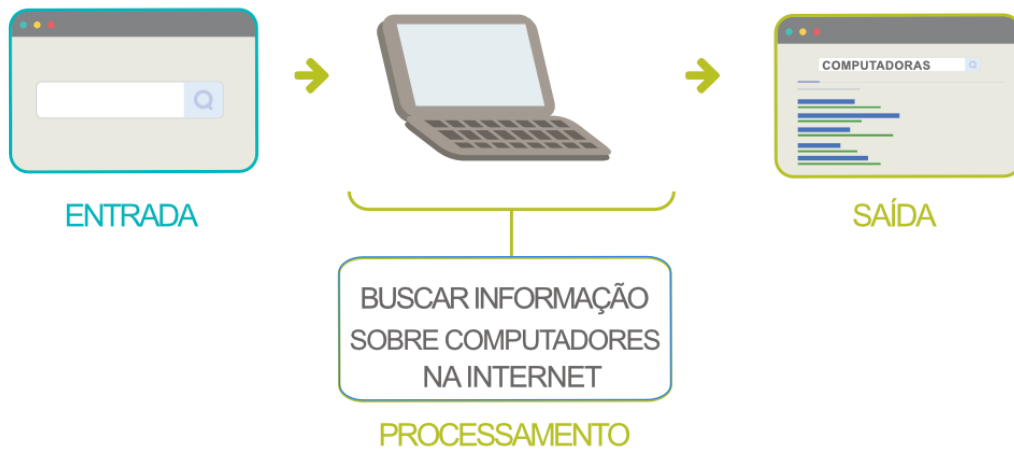 COMPUTADORAS
ENTRADA
SAÍDA
BUSCAR INFORMAÇÃO
SOBRE COMPUTADORES
NA INTERNET
PROCESSAMENTO